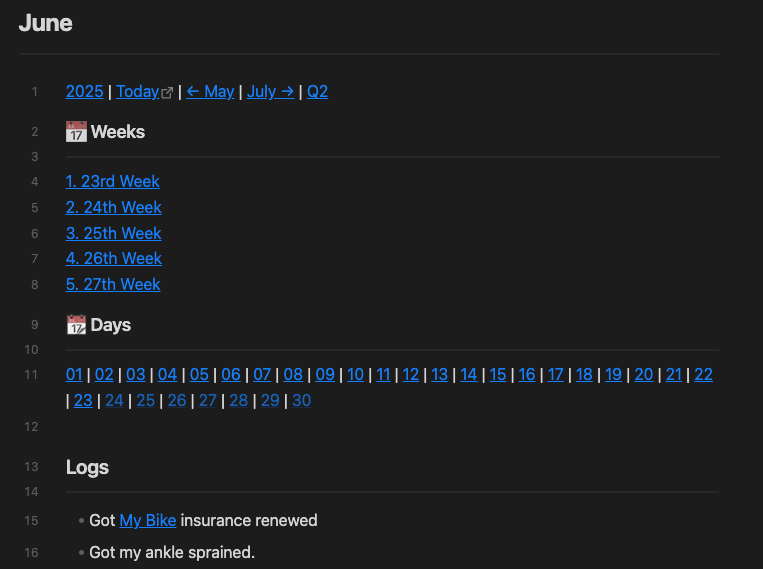 June
1 2025 | Today | ← May | July → | Q2
2 📅 Weeks
3
4 1. 23rd Week
5 2. 24th Week
6 3. 25th Week
7 4. 26th Week
8 5. 27th Week
9 📆 Days
10
11 01 | 02 | 03 | 04 | 05 | 06 | 07 | 08 | 09 | 10 | 11 | 12 | 13 | 14 | 15 | 16 | 17 | 18 | 19 | 20 | 21 | 22
| 23 | 24 | 25 | 26 | 27 | 28 | 29 | 30
12
13 Logs
14
15 • Got My Bike insurance renewed
16 • Got my ankle sprained.